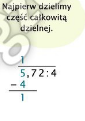 Najpierw dzielimy
część całkowitą
dzielnej.
1
5,72:4
- 4
1